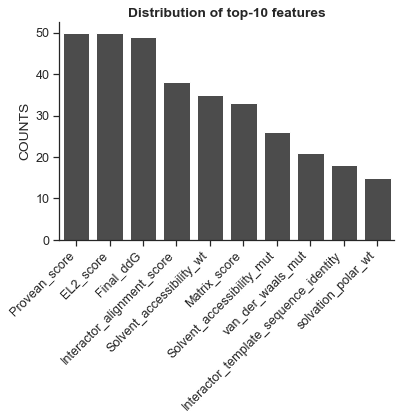 Distribution of top-10 features
COUNTS
50
40
30
20
10
0
Provean_score
EL2_score
Final_ddG
Interactor_alignment_score
Solvent_accessibility_wt
Matrix_score
Solvent_accessibility_mut
van_der_waals_mut
Interactor_template_sequence_identity
solvation_polar_wt